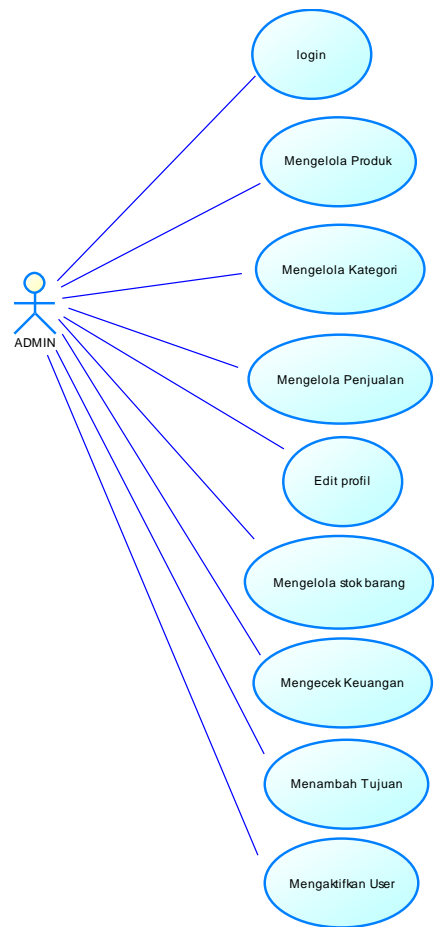 login
Mengelola Produk
Mengelola Kategori
ADMIN
Mengelola Penjualan
Edit profil
Mengelola stok barang
Mengecek Keuangan
Menambah Tujuan
Mengaktifkan User